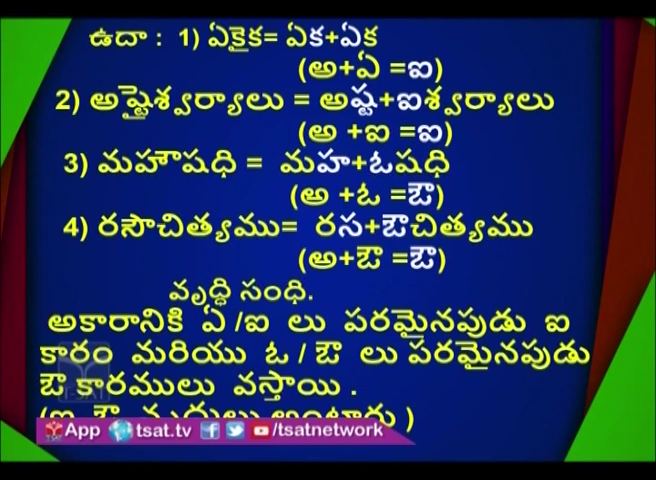 ఉదా : 1) ఏకైక= ఏక+ఏక
(అ+ఏ =ఐ)
2) అష్టైశ్వర్యాలు = అష్ట+ఐశ్వర్యాలు
(అ +ఐ =ఐ)
3) మహౌషధి = మహ+ఓషధి
(అ +ఓ =ఔ)
4) రసౌచిత్యము= రస+ఔచిత్యము
(అ+ఔ =ఔ)
వృద్ధి సంధి.
అకారానికి ఏ /ఐ లు పరమైనపుడు ఐ
కారం మరియు ఓ / ఔ లు పరమైనపుడు
ఔ కారములు వస్తాయి .
(ఐ ఔ వృద్ధులు అంటారు )
App tsat.tv /tsatnetwork